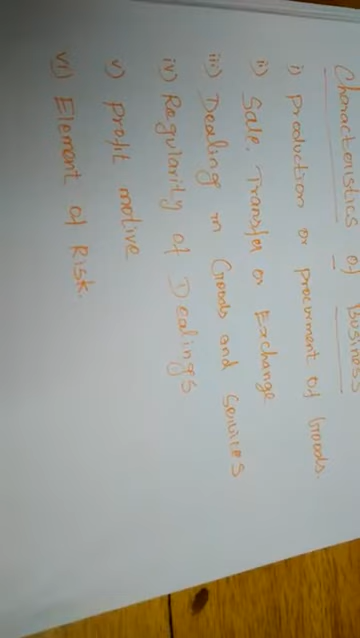 Characteristics of Business
i) Production or procurment of Goods.
ii) Sale, Transfer or Exchange
iii) Dealing in Goods and Services
iv) Regularity of Dealings
v) Profit motive
vi) Element of Risk.